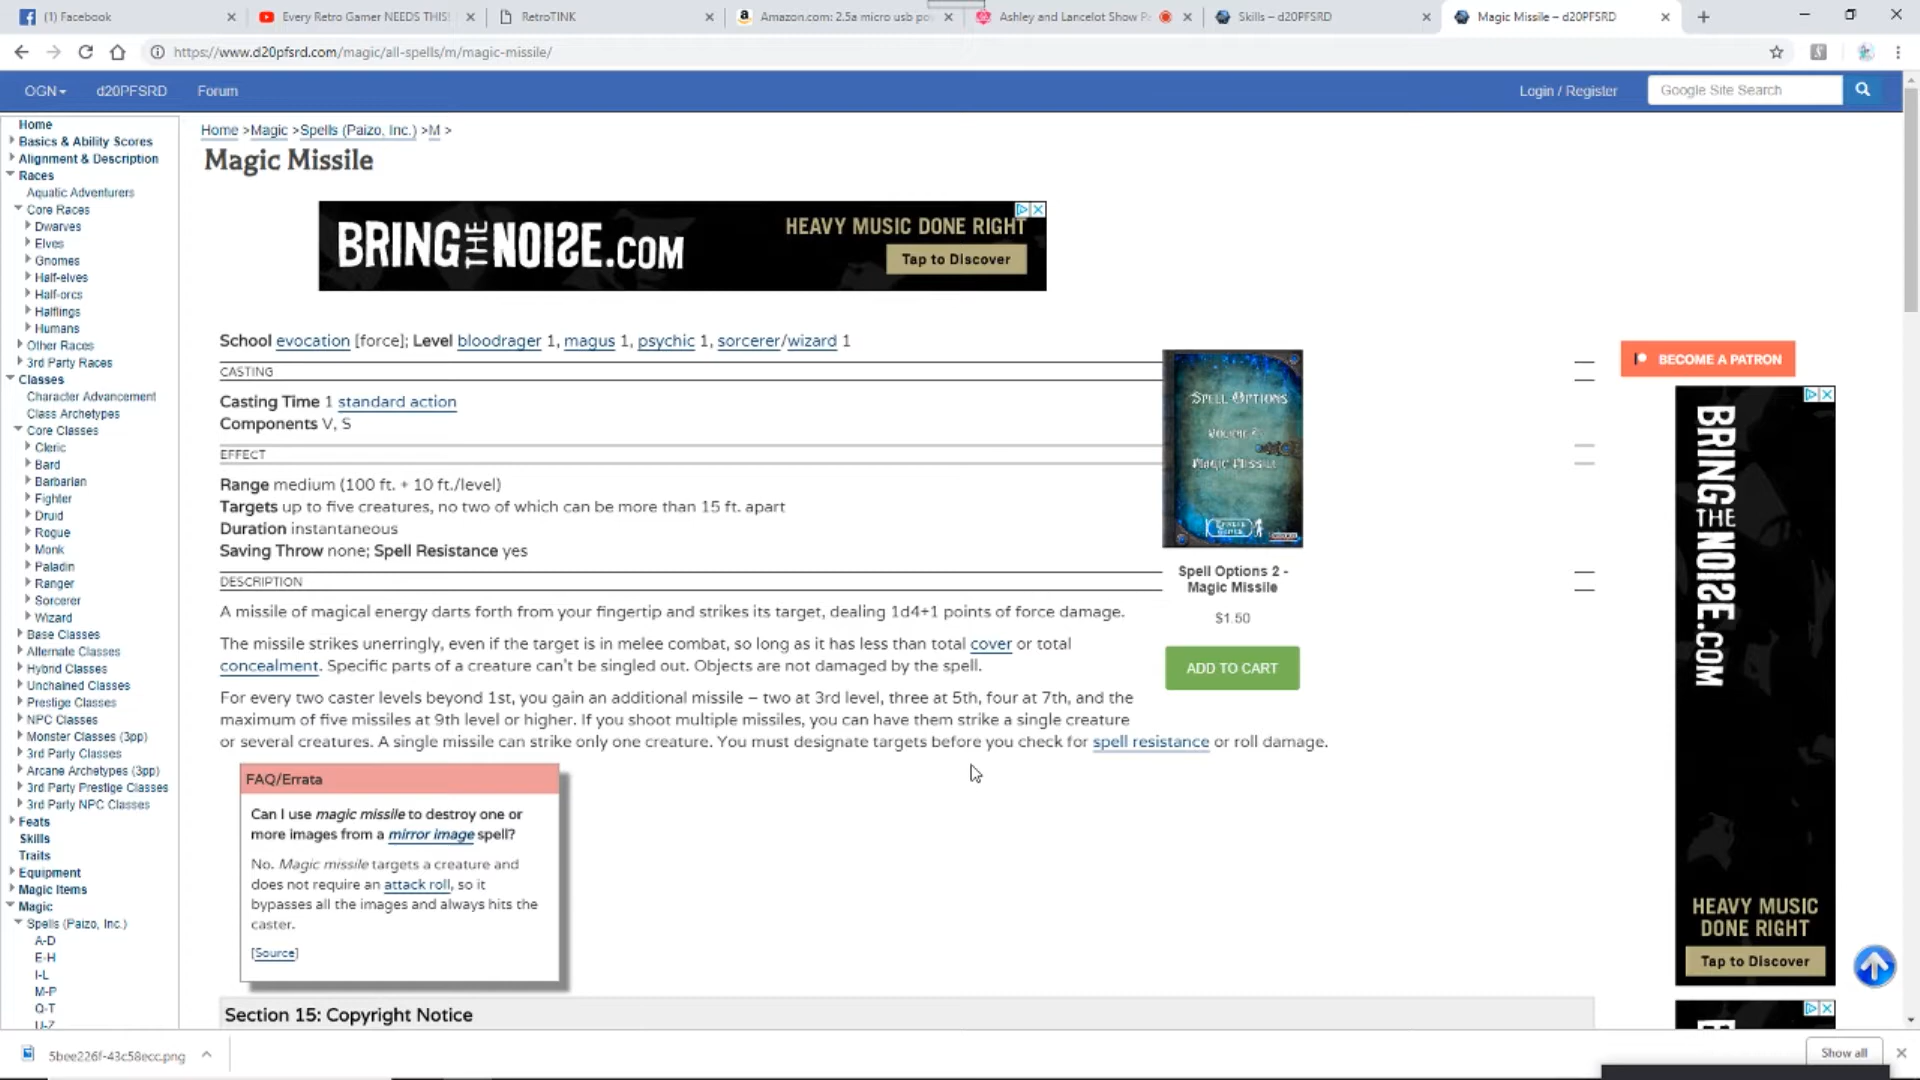 (1) Facebook
Every Retro Gamer NEEDS THIS!
RetroTINK
Amazon.com: 2.5a micro usb po
Ashley and Lancelot Show P
Skills – d20PFSRD
Magic Missile – d20PFSRD
https://www.d20pfsrd.com/magic/all-spells/m/magic-missile/
OGN
d20PFSRD
Forum
Login / Register
Google Site Search
Home
Basics & Ability Scores
Alignment & Description
Races
Aquatic Adventurers
Core Races
Dwarves
Elves
Gnomes
Half-elves
Half-orcs
Halflings
Humans
Other Races
3rd Party Races
Classes
Character Advancement
Class Archetypes
Core Classes
Cleric
Bard
Barbarian
Fighter
Druid
Rogue
Monk
Paladin
Ranger
Sorcerer
Wizard
Base Classes
Alternate Classes
Hybrid Classes
Unchained Classes
Prestige Classes
NPC Classes
Monster Classes (3pp)
3rd Party Classes
Arcane Archetypes (3pp)
3rd Party Prestige Classes
3rd Party NPC Classes
Feats
Skills
Traits
Equipment
Magic Items
Magic
Spells (Paizo, Inc.)
A-D
E-H
I-L
M-P
Q-T
U-Z
Home >Magic >Spells (Paizo, Inc.) >M >
Magic Missile
BRING THE NOISE.COM
HEAVY MUSIC DONE RIGHT
Tap to Discover
School evocation [force]; Level bloodrager 1, magus 1, psychic 1, sorcerer/wizard 1
CASTING
Casting Time 1 standard action
Components V, S
EFFECT
Range medium (100 ft. + 10 ft./level)
Targets up to five creatures, no two of which can be more than 15 ft. apart
Duration instantaneous
Saving Throw none; Spell Resistance yes
DESCRIPTION
A missile of magical energy darts forth from your fingertip and strikes its target, dealing 1d4+1 points of force damage.
The missile strikes unerringly, even if the target is in melee combat, so long as it has less than total cover or total
concealment. Specific parts of a creature can't be singled out. Objects are not damaged by the spell.
For every two caster levels beyond 1st, you gain an additional missile – two at 3rd level, three at 5th, four at 7th, and the
maximum of five missiles at 9th level or higher. If you shoot multiple missiles, you can have them strike a single creature
or several creatures. A single missile can strike only one creature. You must designate targets before you check for spell resistance or roll damage.
FAQ/Errata
Can I use magic missile to destroy one or
more images from a mirror image spell?
No. Magic missile targets a creature and
does not require an attack roll, so it
bypasses all the images and always hits the
caster.
[Source]
Section 15: Copyright Notice
SPELL OPTIONS
VOLUME 2
MAGIC MISSILE
Spell Options 2 -
Magic Missile
$1.50
ADD TO CART
BECOME A PATRON
BRING THE NOISE.COM
HEAVY MUSIC
DONE RIGHT
Tap to Discover
5bee226f-43c58ecc.png
Show all